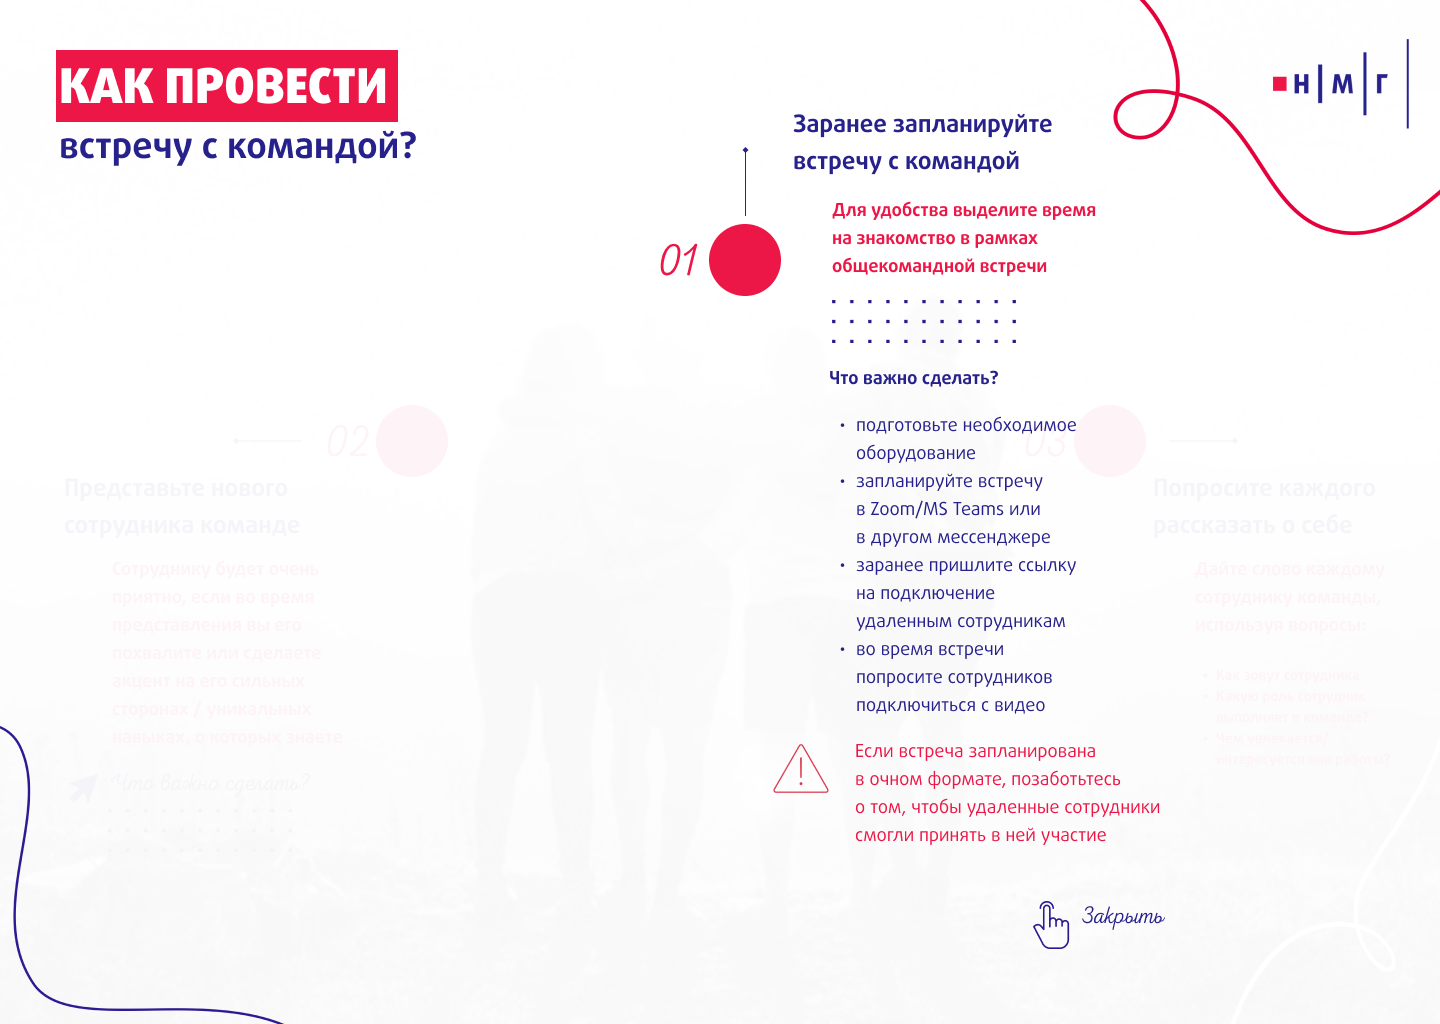 КАК ПРОВЕСТИ
встречу с командой?
Н|М|Г
Заранее запланируйте
встречу с командой
01
Для удобства выделите время
на знакомство в рамках
общекомандной встречи
Что важно сделать?
• подготовьте необходимое
оборудование
• запланируйте встречу
в Zoom/MS Teams или
в другом мессенджере
• заранее пришлите ссылку
на подключение
удаленным сотрудникам
• во время встречи
попросите сотрудников
подключиться с видео
Если встреча запланирована
в очном формате, позаботьтесь
о том, чтобы удаленные сотрудники
смогли принять в ней участие
Закрыть
02
Представьте нового
сотрудника команде
Сотруднику будет очень
приятно, если во время
представления вы его
похвалите или сделаете
акцент на его сильных
сторонах / уникальных
навыках, о которых знаете
Что важно сделать?
03
Попросите каждого
рассказать о себе
Дайте слово каждому
сотруднику команды,
используя вопросы:
• Как зовут сотрудника
• Какую роль сотрудник
выполняет в команде?
• Чем увлекается/